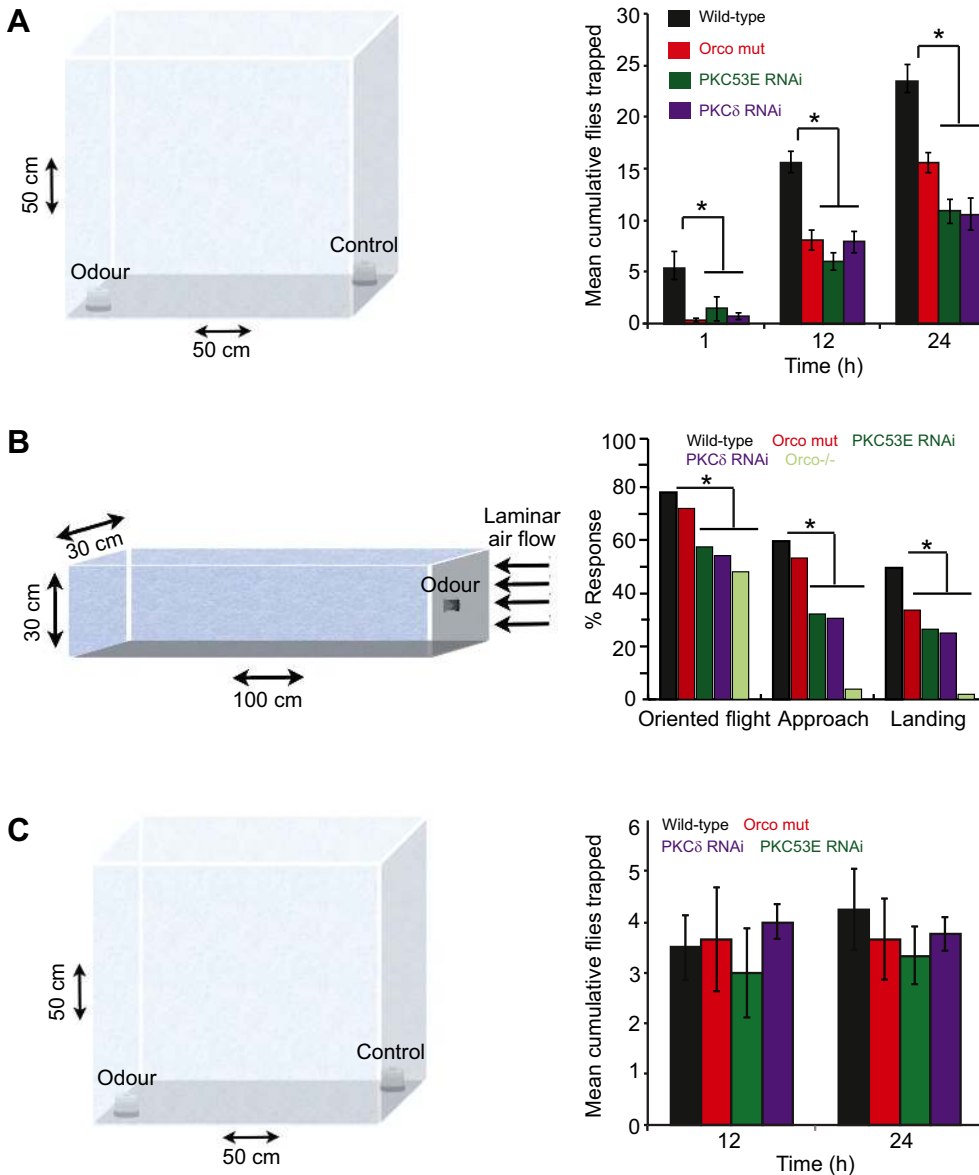 A
50 cm
Odour
Control
50 cm
Mean cumulative flies trapped
30
25
20
15
10
5
0
Wild-type
Orco mut
PKC53E RNAi
PKCδ RNAi
*
*
*
1 12 24
Time (h)
B
30 cm
30 cm
Laminar
air flow
Odour
100 cm
% Response
100
80
60
40
20
0
Wild-type Orco mut PKC53E RNAi
PKCδ RNAi Orco-/-
*
*
*
Oriented flight Approach Landing
C
50 cm
Odour
Control
50 cm
Mean cumulative flies trapped
6
5
4
3
2
1
0
Wild-type Orco mut
PKCδ RNAi PKC53E RNAi
12 24
Time (h)